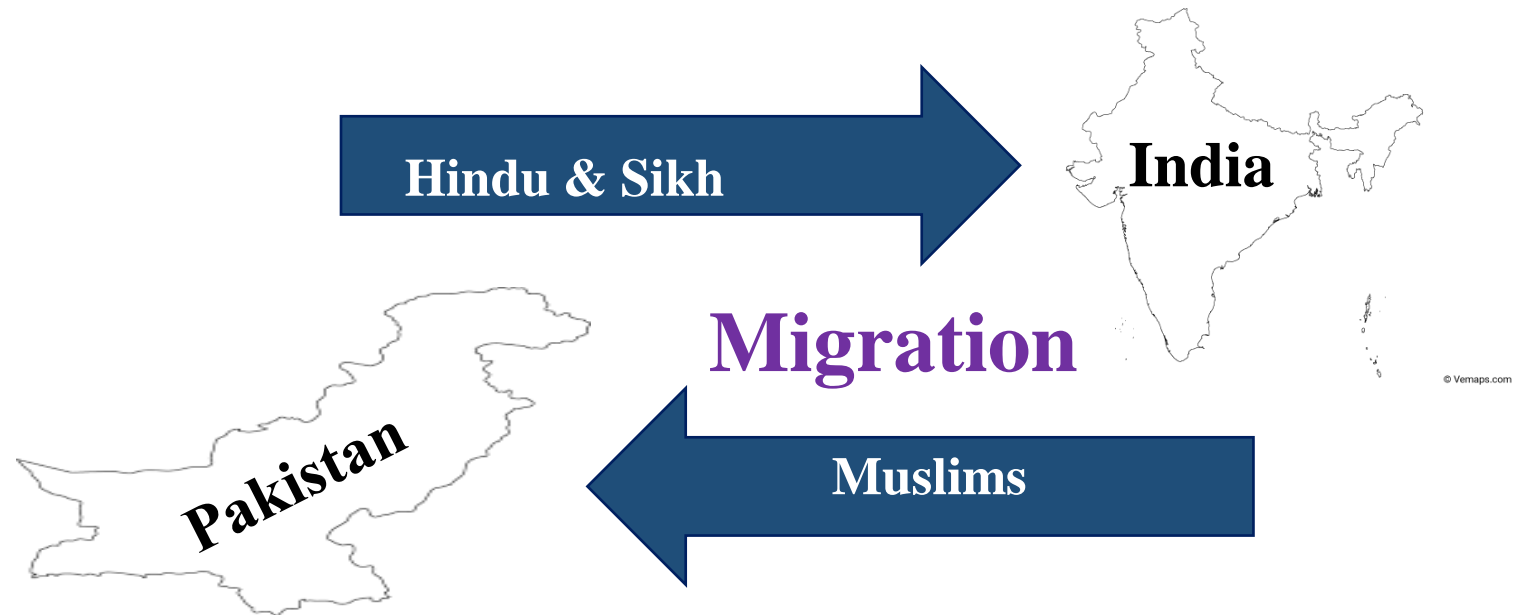 Hindu & Sikh
India
Migration
© Vemaps.com
Pakistan
Muslims